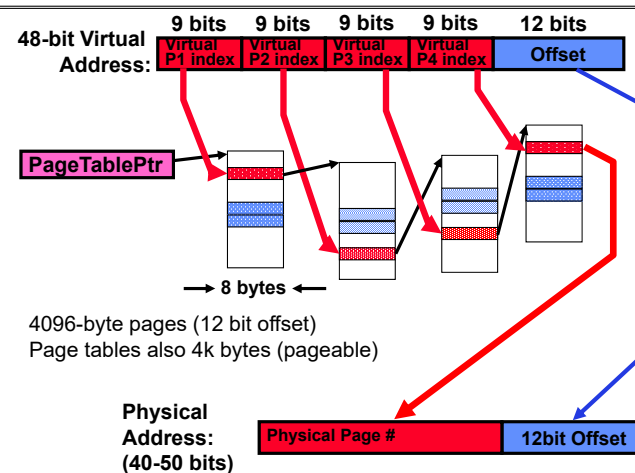 9 bits 9 bits 9 bits 9 bits 12 bits
48-bit Virtual
Address:
Virtual
P1 index
Virtual
P2 index
Virtual
P3 index
Virtual
P4 index
Offset
PageTablePtr
8 bytes
4096-byte pages (12 bit offset)
Page tables also 4k bytes (pageable)
Physical
Address:
(40-50 bits)
Physical Page #
12bit Offset